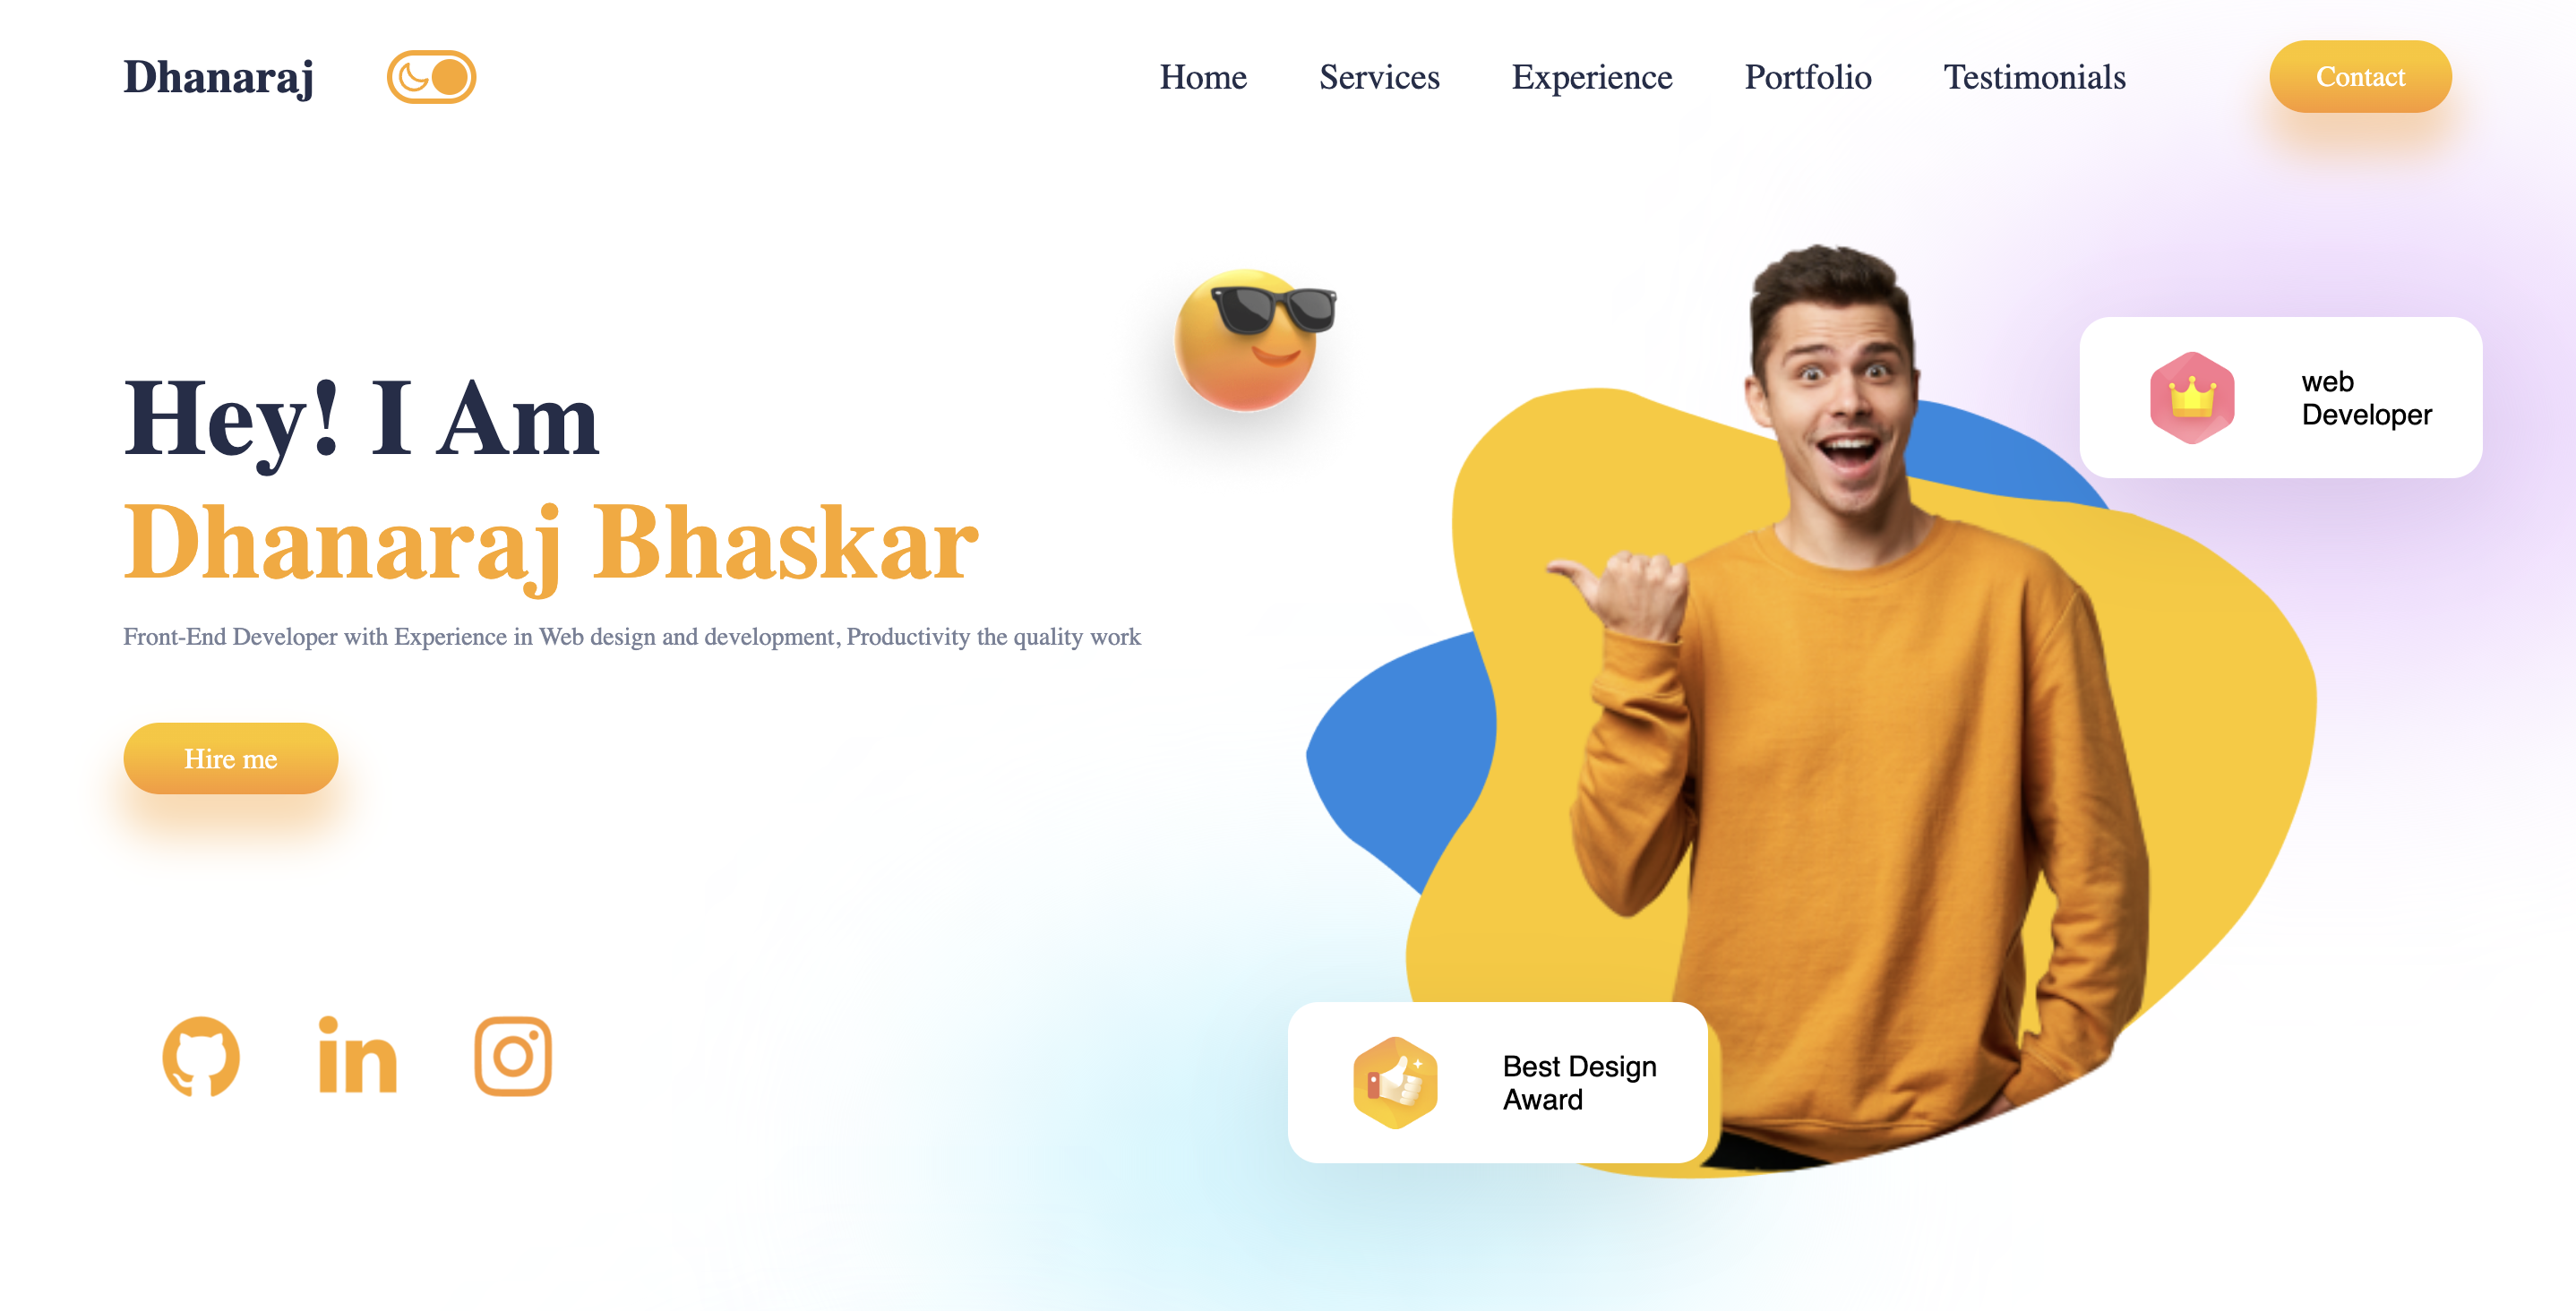 Dhanaraj
Home Services Experience Portfolio Testimonials Contact
Hey! I Am
Dhanaraj Bhaskar
Front-End Developer with Experience in Web design and development, Productivity the quality work
Hire me
in
web
Developer
Best Design
Award